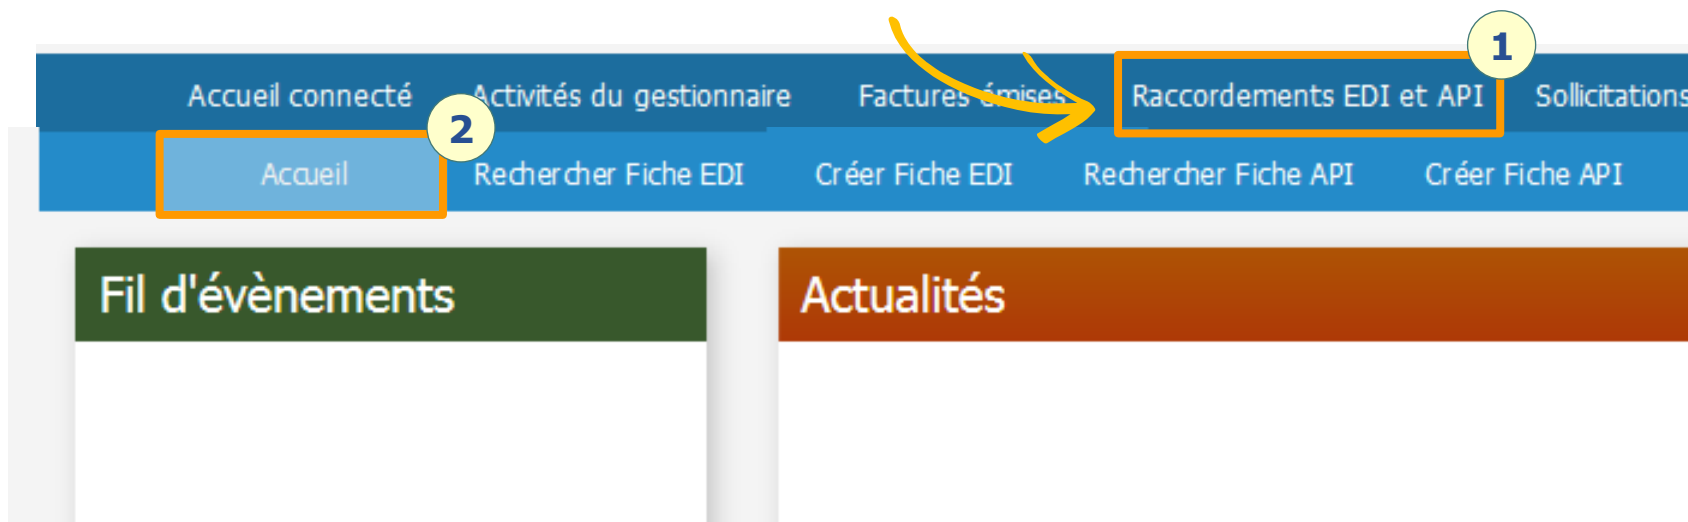 1
Accueil connecté Activités du gestionnaire Factures émises Raccordements EDI et API Sollicitations
2
Accueil Rechercher Fiche EDI Créer Fiche EDI Rechercher Fiche API Créer Fiche API
Fil d'évènements Actualités